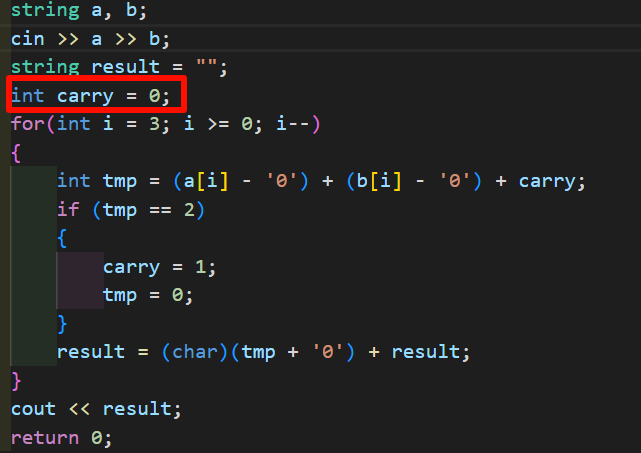 string a, b;
cin >> a >> b;
string result = "";
int carry = 0;
for(int i = 3; i >= 0; i--)
{
int tmp = (a[i] - '0') + (b[i] - '0') + carry;
if (tmp == 2)
{
carry = 1;
tmp = 0;
}
result = (char)(tmp + '0') + result;
}
cout << result;
return 0;